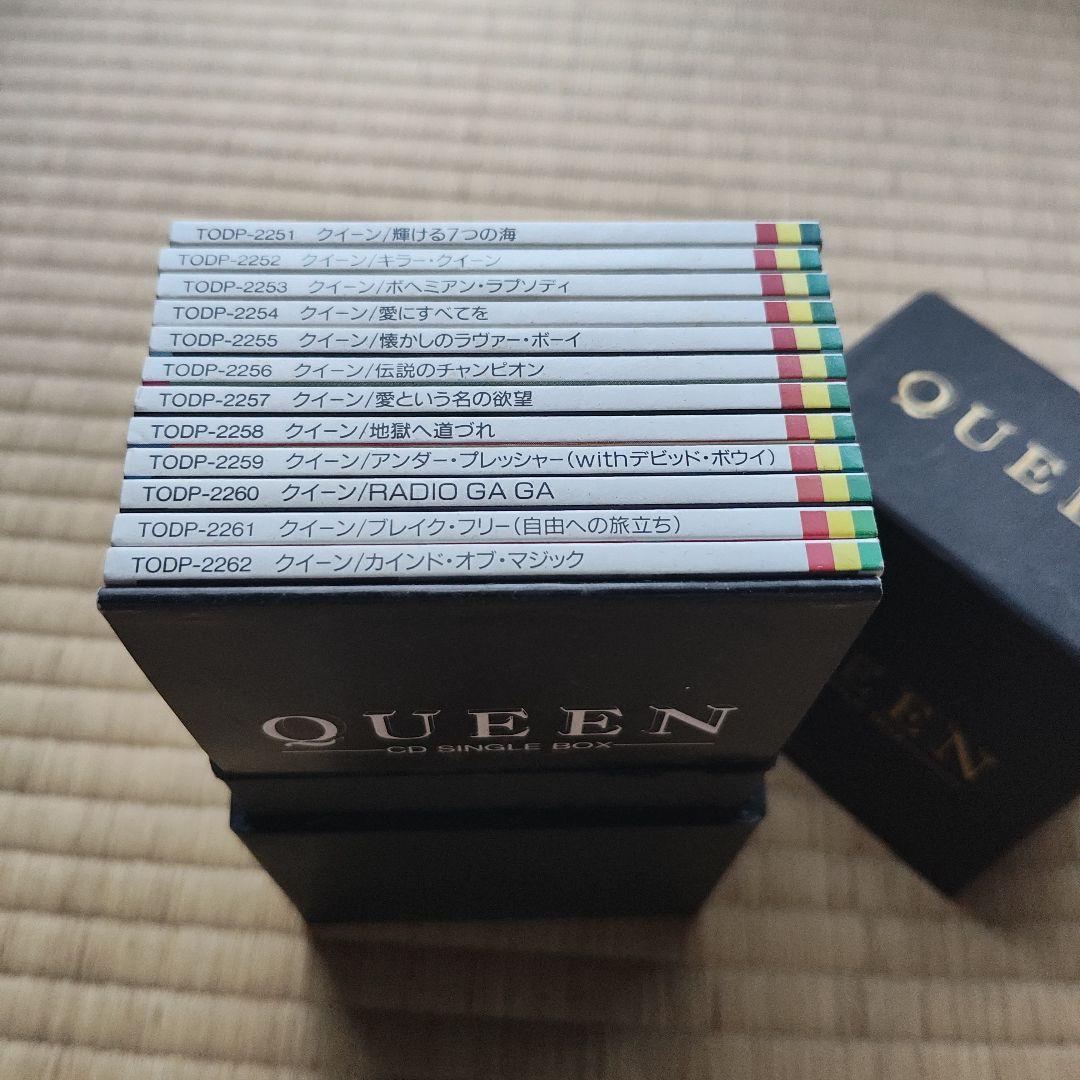 TODP-2251 クイーン/輝ける7つの海
TODP-2252 クイーン/キラー・クイーン
TODP-2253 クイーン/ボヘミアン・ラプソディ
TODP-2254 クイーン/愛にすべてを
TODP-2255 クイーン/懐かしのラヴァー・ボーイ
TODP-2256 クイーン/伝説のチャンピオン
TODP-2257 クイーン/愛という名の欲望
TODP-2258 クイーン/地獄へ道づれ
TODP-2259 クイーン/アンダー・プレッシャー(withデビッド・ボウイ)
TODP-2260 クイーン/RADIO GA GA
TODP-2261 クイーン/ブレイク・フリー(自由への旅立ち)
TODP-2262 クイーン/カインド・オブ・マジック
QUEEN
CD SINGLE BOX
QUE
EEN